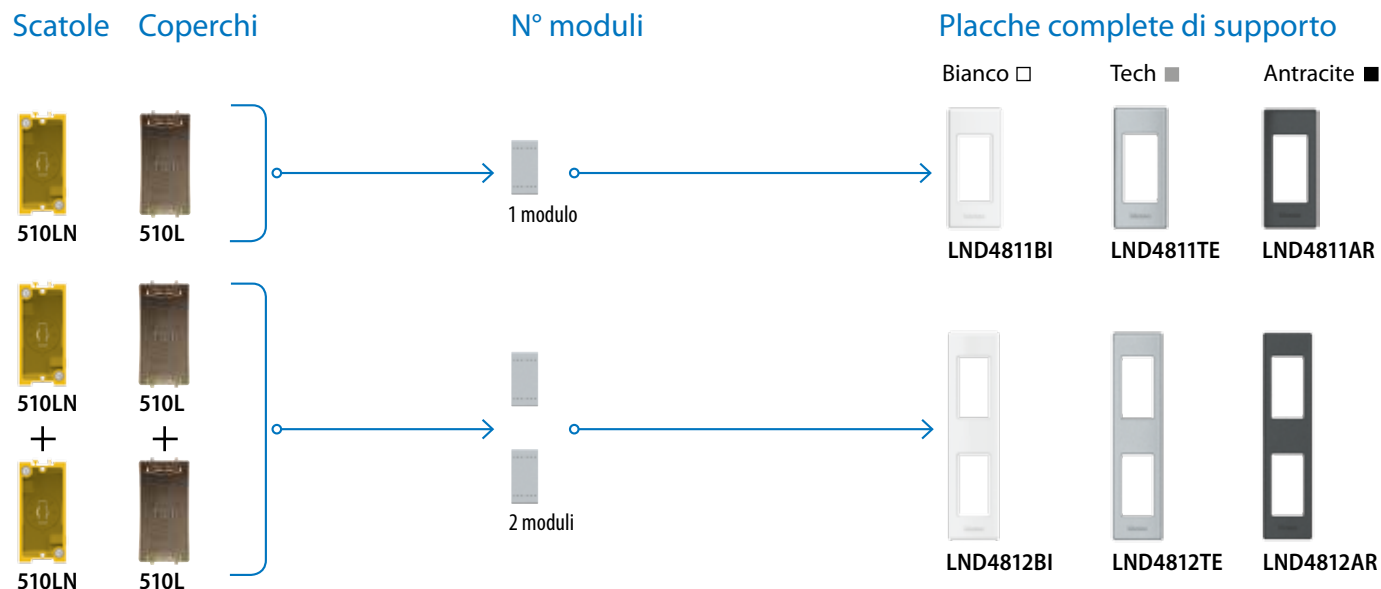 Scatole Coperchi N° moduli Placche complete di supporto
Bianco Tech Antracite
1 modulo
510LN 510L LND4811BI LND4811TE LND4811AR
510LN 510L
+ +
2 moduli
LND4812BI LND4812TE LND4812AR
510LN 510L